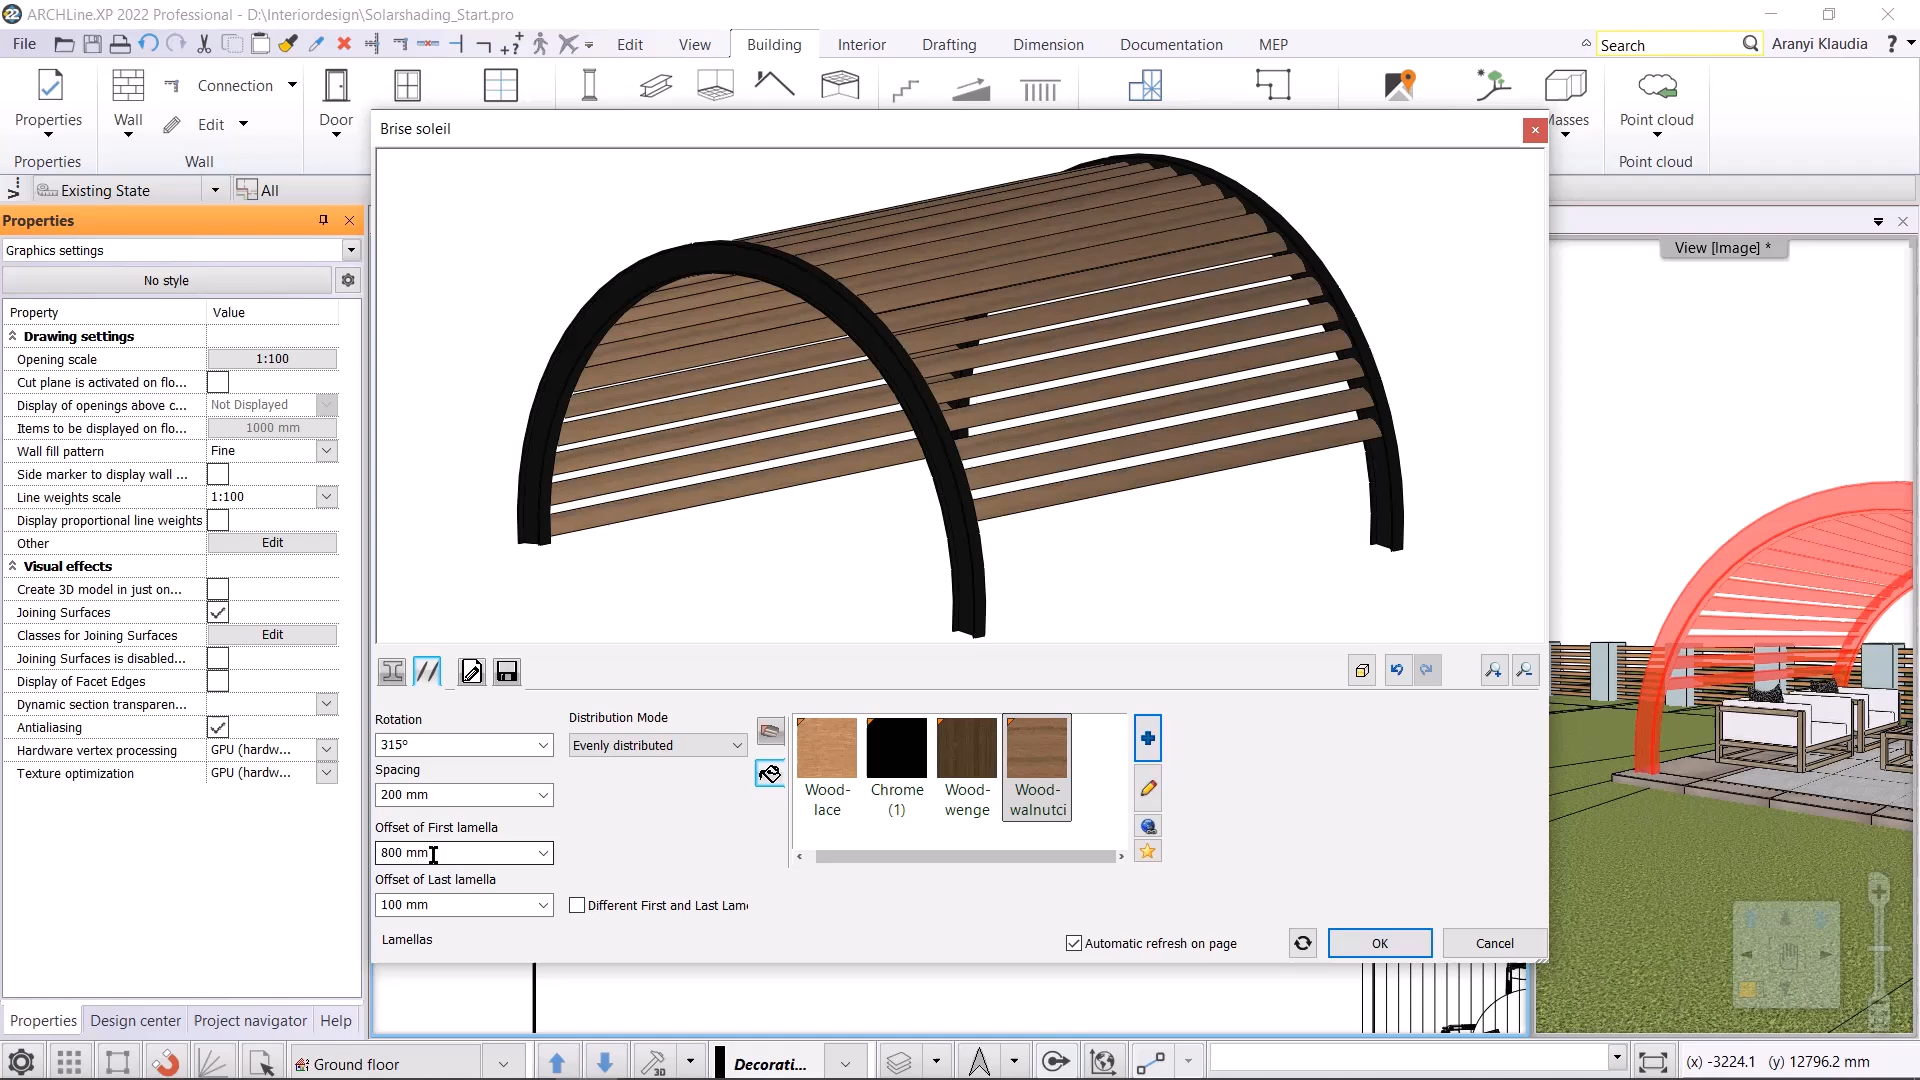 ARCHLine.XP 2022 Professional - D:\Interiordesign\Solarshading_Start.pro
File Edit View Building Interior Drafting Dimension Documentation MEP Search Aranyi Klaudia ?
Properties Wall Connection Edit Door Masses Point cloud
Properties Wall Point cloud
Existing State All
Brise soleil
Properties
Graphics settings
No style
Property Value
Drawing settings
Opening scale 1:100
Cut plane is activated on flo...
Display of openings above c... Not Displayed
Items to be displayed on flo... 1000 mm
Wall fill pattern Fine
Side marker to display wall ...
Line weights scale 1:100
Display proportional line weights
Other Edit
Visual effects
Create 3D model in just on...
Joining Surfaces
Classes for Joining Surfaces Edit
Joining Surfaces is disabled...
Display of Facet Edges
Dynamic section transparen...
Antialiasing
Hardware vertex processing GPU (hardw...
Texture optimization GPU (hardw...
View [Image] *
Rotation
315°
Spacing
200 mm
Offset of First lamella
800 mm
Offset of Last lamella
100 mm
Lamellas
Distribution Mode
Evenly distributed
Different First and Last Lam
Wood-lace
Chrome (1)
Wood-wenge
Wood-walnutci
Automatic refresh on page
OK Cancel
Properties Design center Project navigator Help
Ground floor 3D Decorati... (x) -3224.1 (y) 12796.2 mm